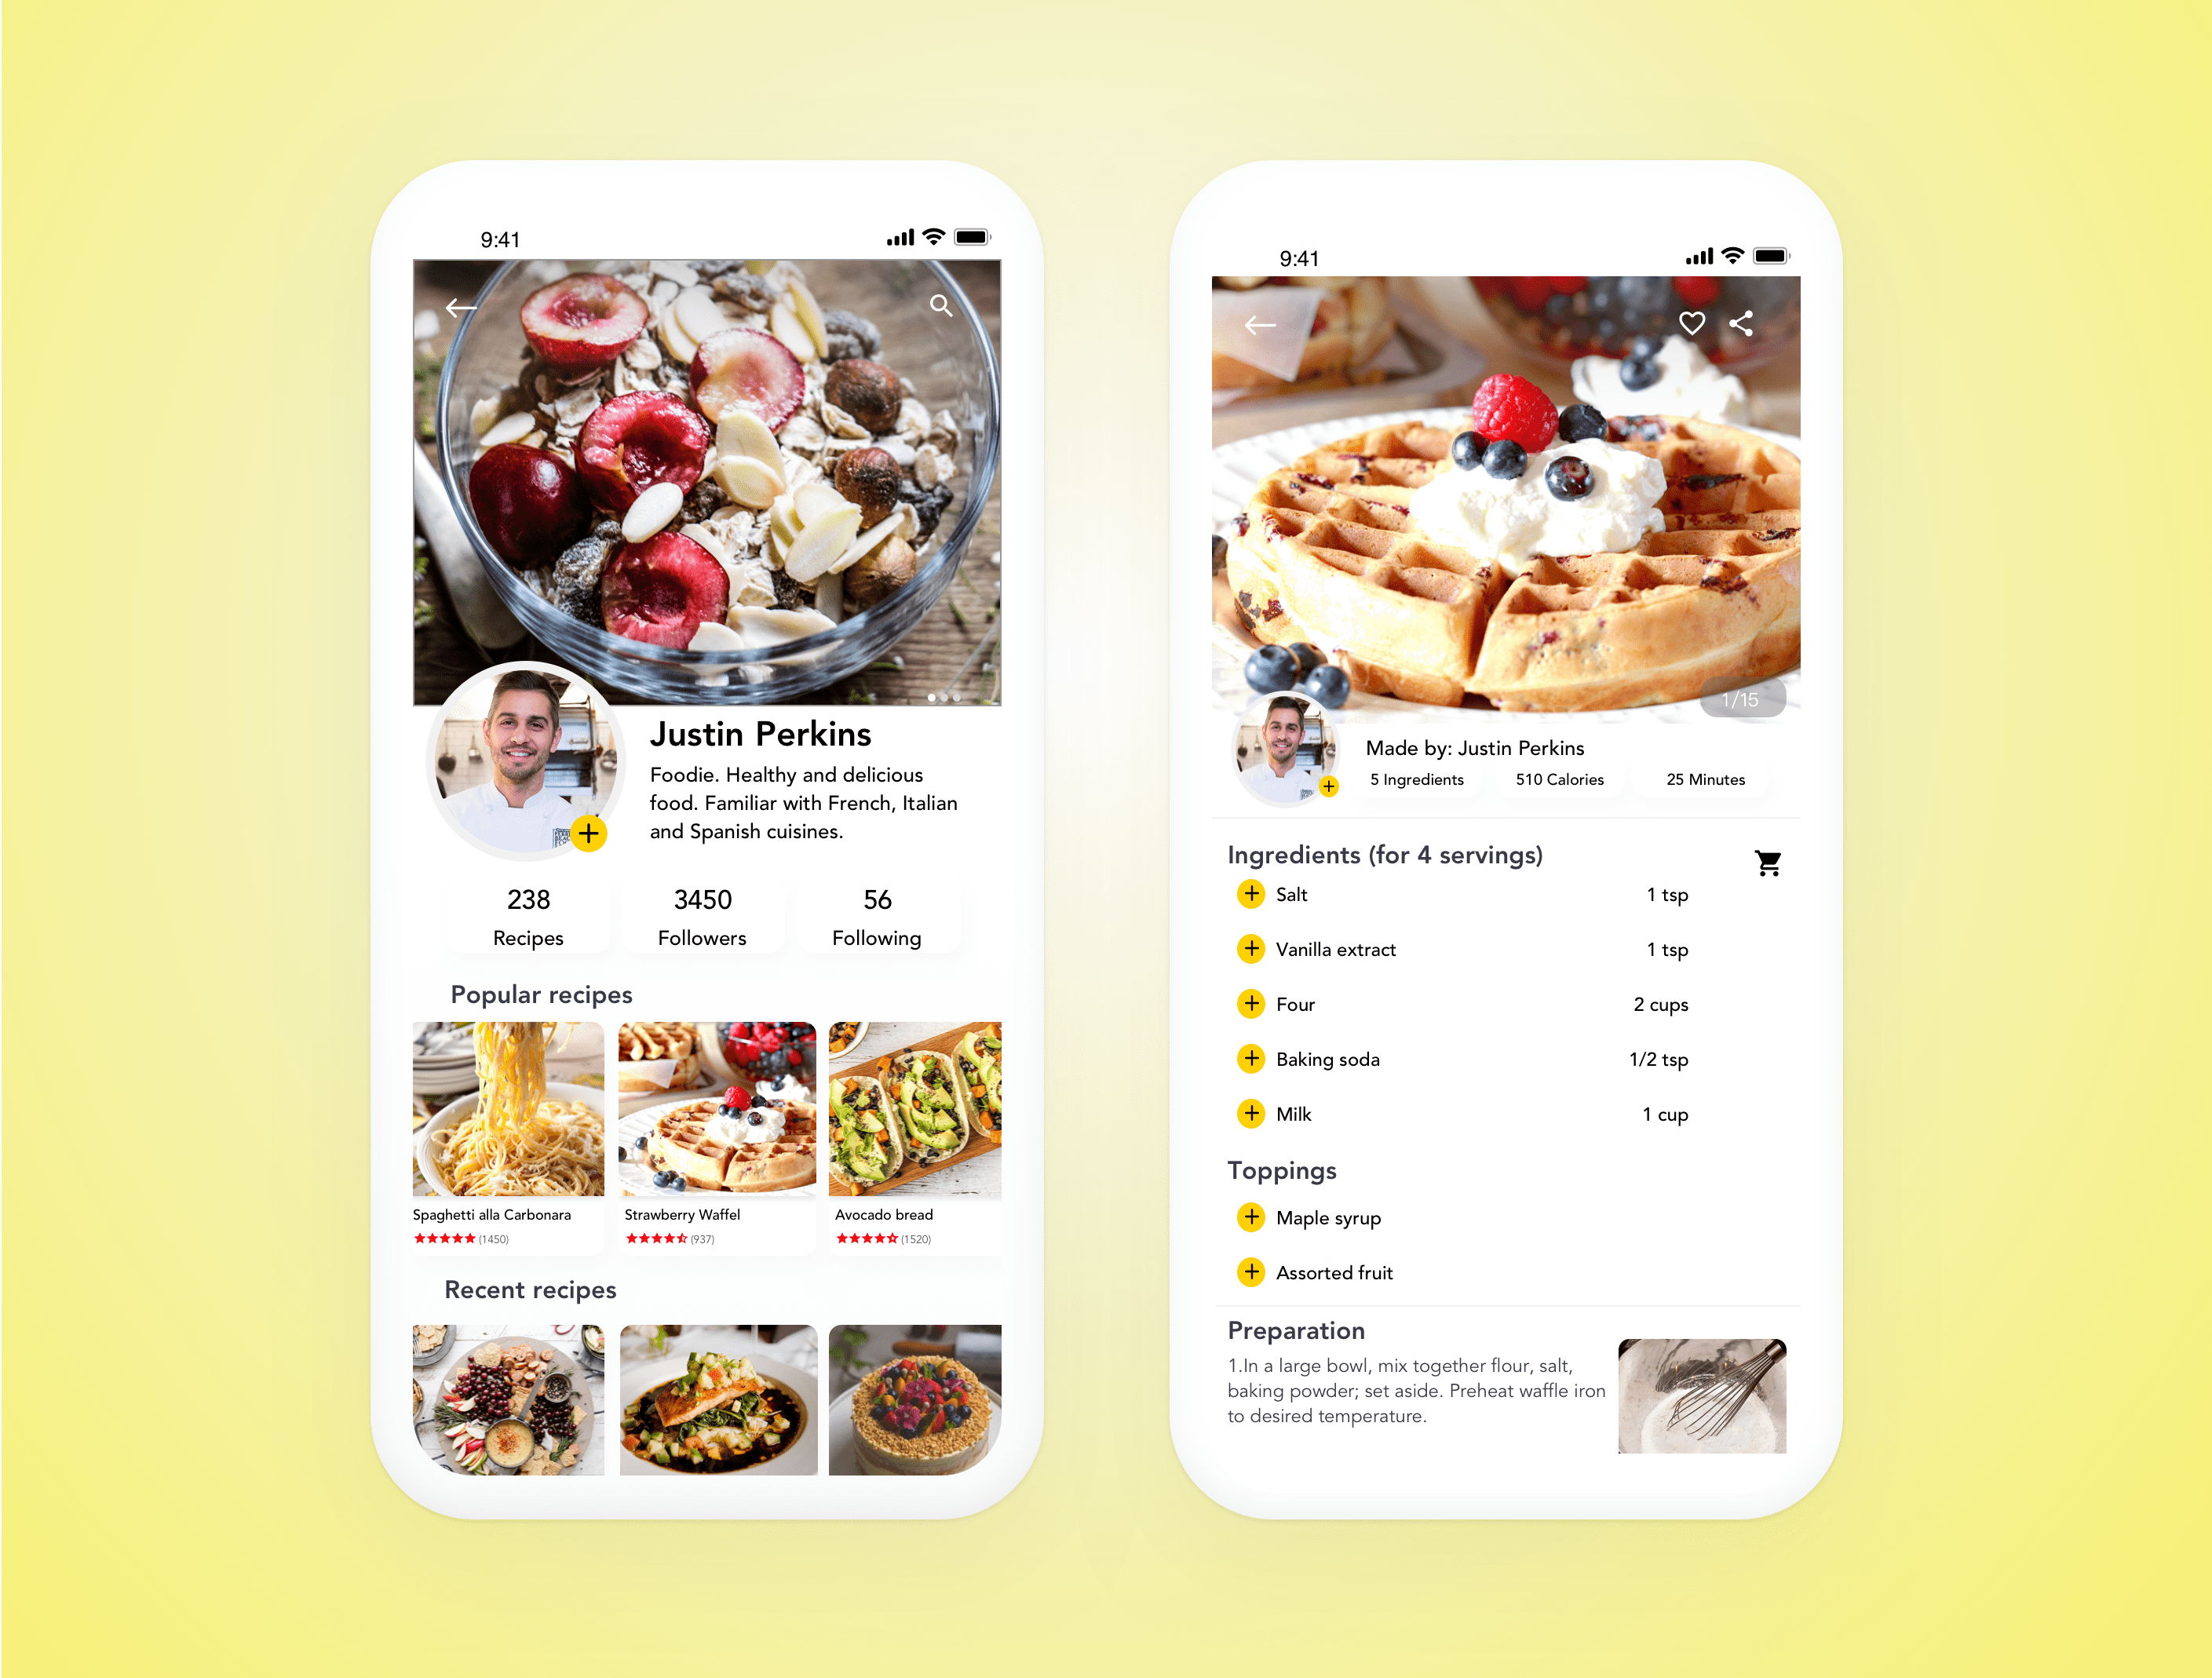 9:41
Justin Perkins
Foodie. Healthy and delicious
food. Familiar with French, Italian
and Spanish cuisines.
238
Recipes
3450
Followers
56
Following
Popular recipes
Spaghetti alla Carbonara
(1450)
Strawberry Waffel
(937)
Avocado bread
(1520)
Recent recipes
9:41
1/15
Made by: Justin Perkins
5 Ingredients
510 Calories
25 Minutes
Ingredients (for 4 servings)
Salt 1 tsp
Vanilla extract 1 tsp
Four 2 cups
Baking soda 1/2 tsp
Milk 1 cup
Toppings
Maple syrup
Assorted fruit
Preparation
1.In a large bowl, mix together flour, salt,
baking powder; set aside. Preheat waffle iron
to desired temperature.